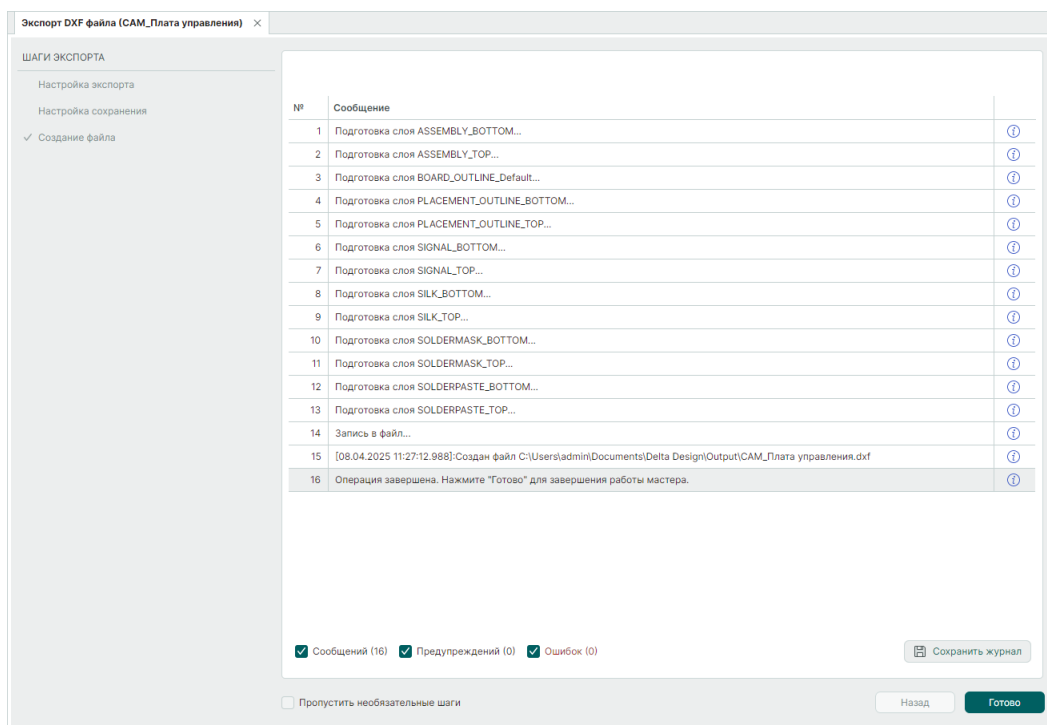 Экспорт DXF файла (CAM_Плата управления)
ШАГИ ЭКСПОРТА
Настройка экспорта
Настройка сохранения
Создание файла
№ Сообщение
1 Подготовка слоя ASSEMBLY_BOTTOM...
2 Подготовка слоя ASSEMBLY_TOP...
3 Подготовка слоя BOARD_OUTLINE_Default...
4 Подготовка слоя PLACEMENT_OUTLINE_BOTTOM...
5 Подготовка слоя PLACEMENT_OUTLINE_TOP...
6 Подготовка слоя SIGNAL_BOTTOM...
7 Подготовка слоя SIGNAL_TOP...
8 Подготовка слоя SILK_BOTTOM...
9 Подготовка слоя SILK_TOP...
10 Подготовка слоя SOLDERMASK_BOTTOM...
11 Подготовка слоя SOLDERMASK_TOP...
12 Подготовка слоя SOLDERPASTE_BOTTOM...
13 Подготовка слоя SOLDERPASTE_TOP...
14 Запись в файл...
15 [08.04.2025 11:27:12.988]:Создан файл C:\Users\admin\Documents\Delta Design\Output\CAM_Плата управления.dxf
16 Операция завершена. Нажмите "Готово" для завершения работы мастера.
Сообщений (16) Предупреждений (0) Ошибок (0) Сохранить журнал
Пропустить необязательные шаги Назад Готово